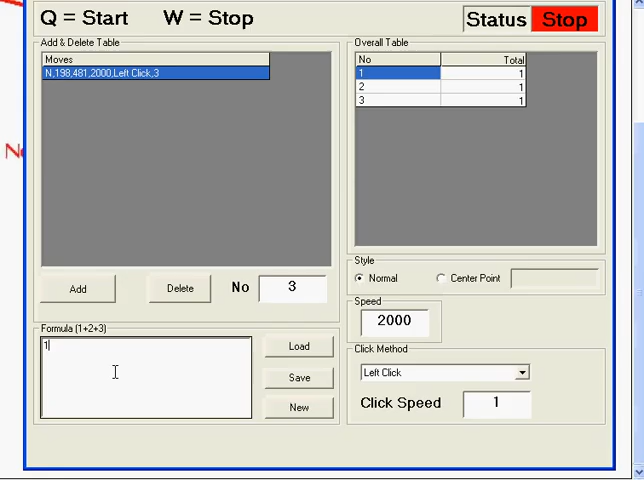 Q = Start W = Stop
Status Stop
Add & Delete Table
Moves
N,198,481,2000,Left Click,3
Overall Table
No Total
1 1
2 1
3 1
Add Delete No 3
Style
Normal Center Point
Speed
2000
Formula (1+2+3)
1
Load
Save
New
Click Method
Left Click
Click Speed 1